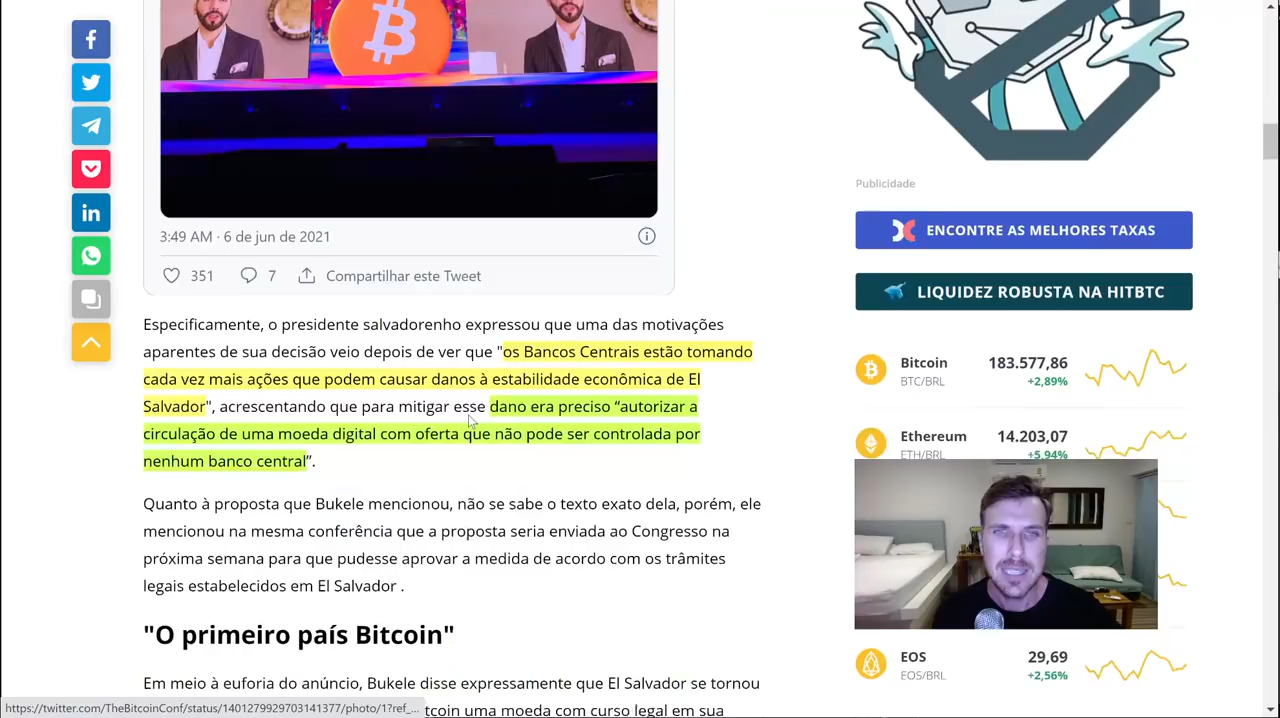 3:49 AM · 6 de jun de 2021
351
7
Compartilhar este Tweet
Especificamente, o presidente salvadorenho expressou que uma das motivações
aparentes de sua decisão veio depois de ver que "os Bancos Centrais estão tomando
cada vez mais ações que podem causar danos à estabilidade econômica de El
Salvador", acrescentando que para mitigar esse dano era preciso “autorizar a
circulação de uma moeda digital com oferta que não pode ser controlada por
nenhum banco central”.
Quanto à proposta que Bukele mencionou, não se sabe o texto exato dela, porém, ele
mencionou na mesma conferência que a proposta seria enviada ao Congresso na
próxima semana para que pudesse aprovar a medida de acordo com os trâmites
legais estabelecidos em El Salvador .
"O primeiro país Bitcoin"
Em meio à euforia do anúncio, Bukele disse expressamente que El Salvador se tornou
tcoin uma moeda com curso legal em sua
https://twitter.com/TheBitcoinConf/status/1401279929703141377/photo/1?ref_...
Publicidade
ENCONTRE AS MELHORES TAXAS
LIQUIDEZ ROBUSTA NA HITBTC
Bitcoin 183.577,86
BTC/BRL +2,89%
Ethereum 14.203,07
ETH/BRL +5,94%
EOS 29,69
EOS/BRL +2,56%